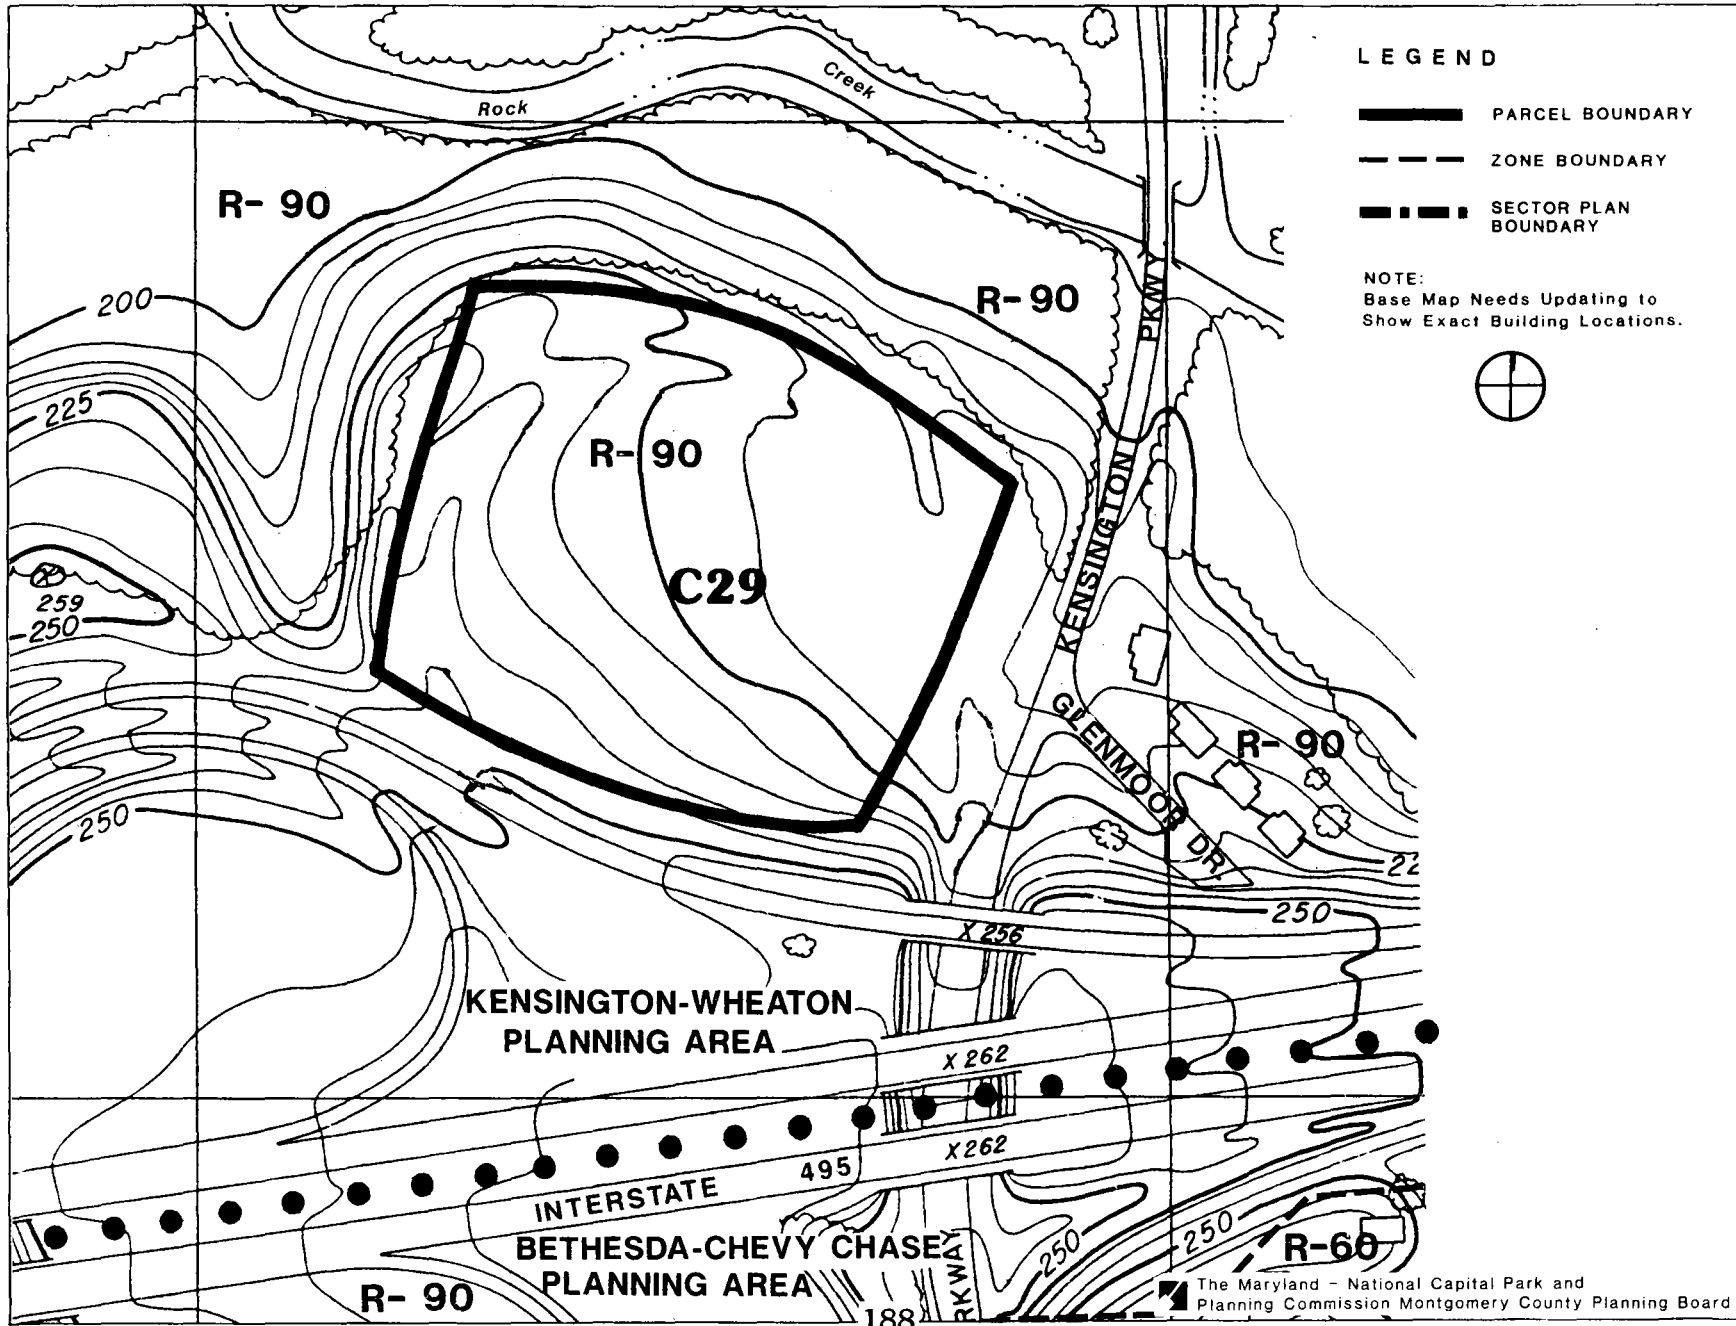 LEGEND
PARCEL BOUNDARY
ZONE BOUNDARY
SECTOR PLAN
BOUNDARY
NOTE:
Base Map Needs Updating to
Show Exact Building Locations.
Rock
Creek
R-90
R-90
PKWY
200
225
R-90
KENSINGTON
C29
259
250
GLENMOOR DR.
R-90
250
22
250
X 256
KENSINGTON-WHEATON
PLANNING AREA
X 262
X 262
INTERSTATE 495
BETHESDA-CHEVY CHASE
PLANNING AREA
RKWAY
250
250
R-60
R-90
188
The Maryland - National Capital Park and
Planning Commission Montgomery County Planning Board